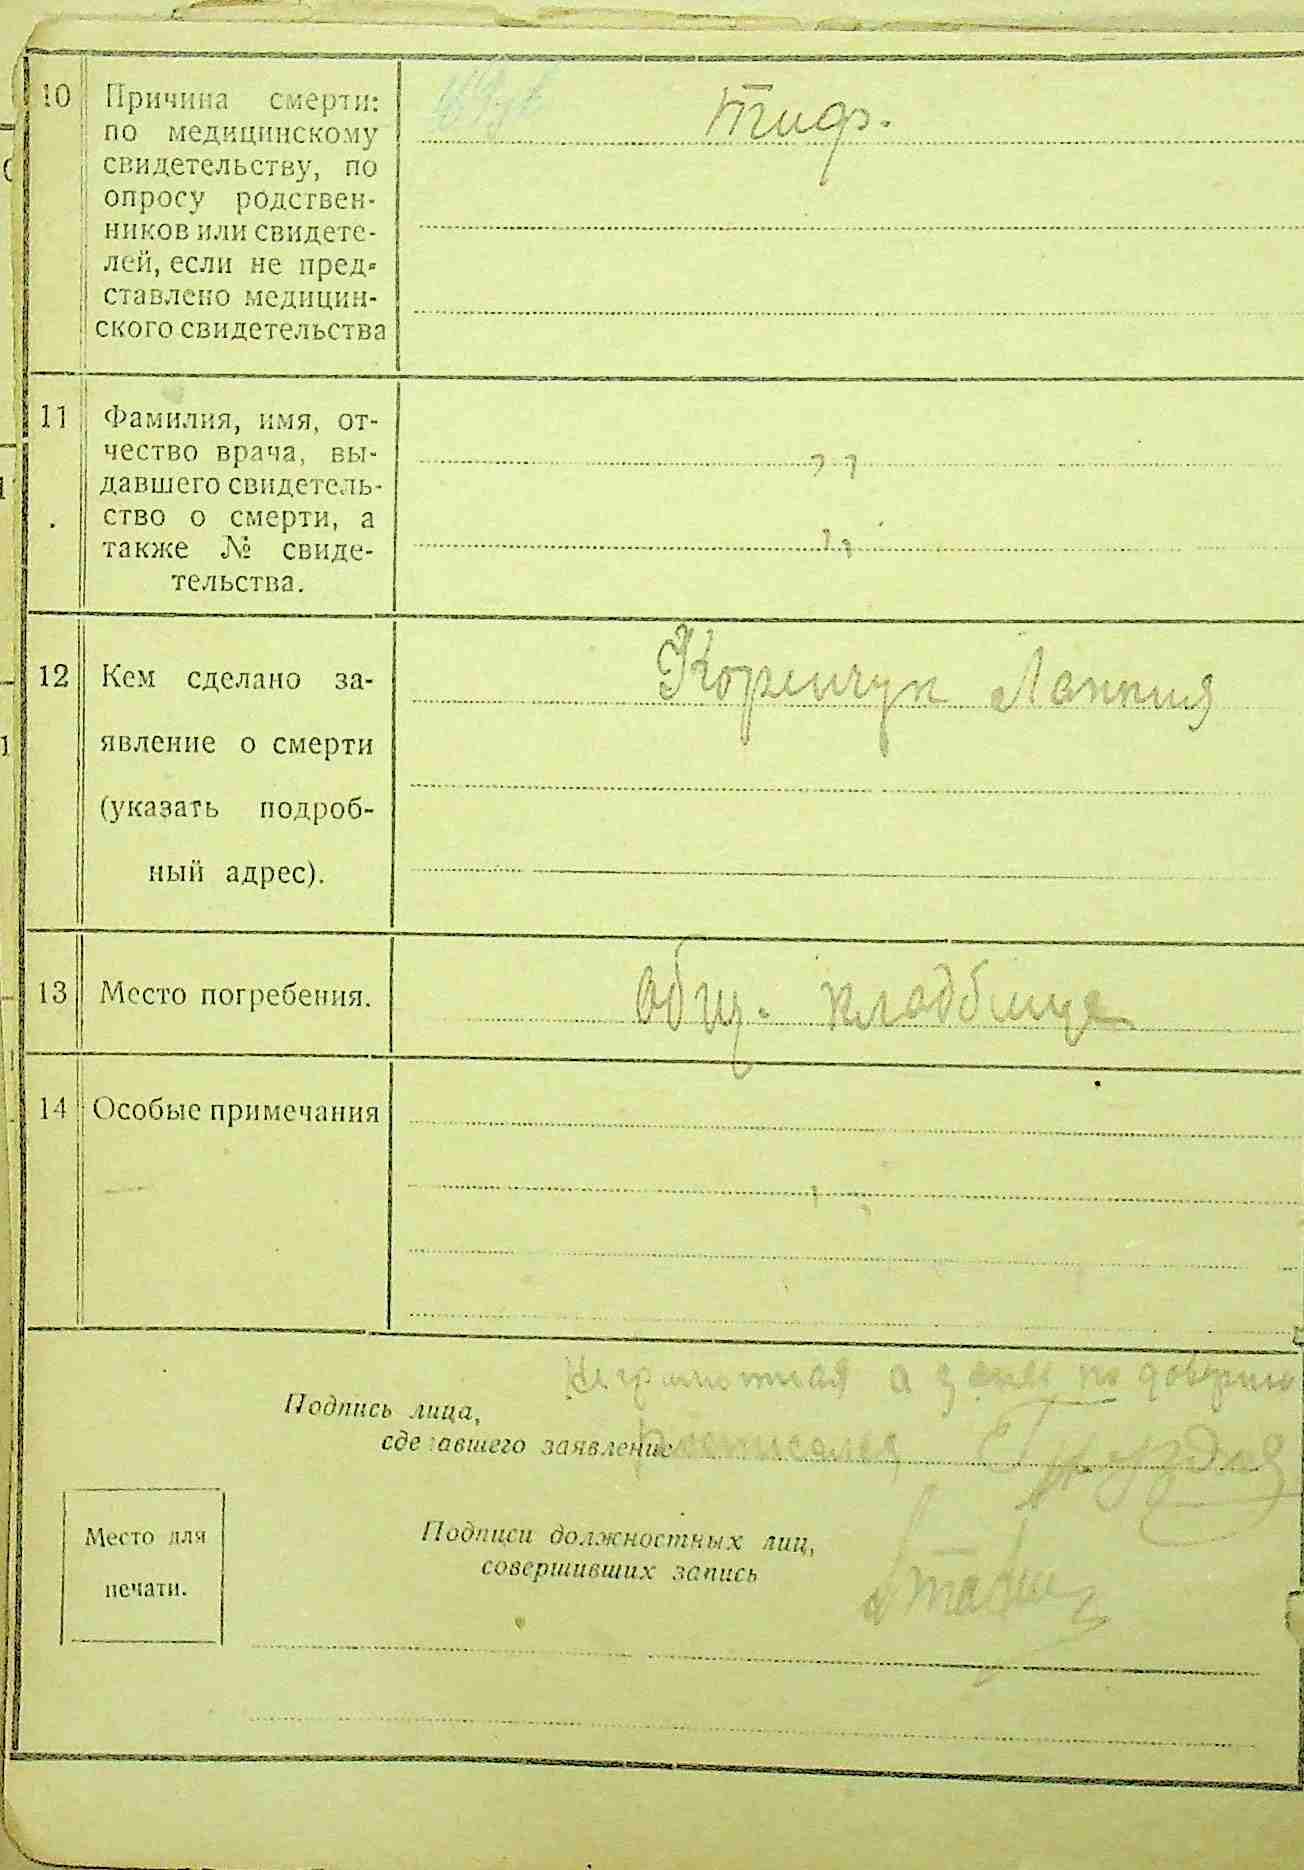 10 Причина смерти:
по медицинскому
свидетельству, по
опросу родствен-
ников или свидете-
лей, если не пред-
ставлено медицин-
ского свидетельства
тиф.
11 Фамилия, имя, от-
чество врача, вы-
давшего свидетель-
ство о смерти, а
также № свиде-
тельства.
12 Кем сделано за-
явление о смерти
(указать подроб-
ный адрес).
13 Место погребения.
общ. кладбище
14 Особые примечания
неграмотная а за нее по доверию
Подпись лица,
сделавшего заявление расписался
Место для
печати.
Подписи должностных лиц,
совершивших запись